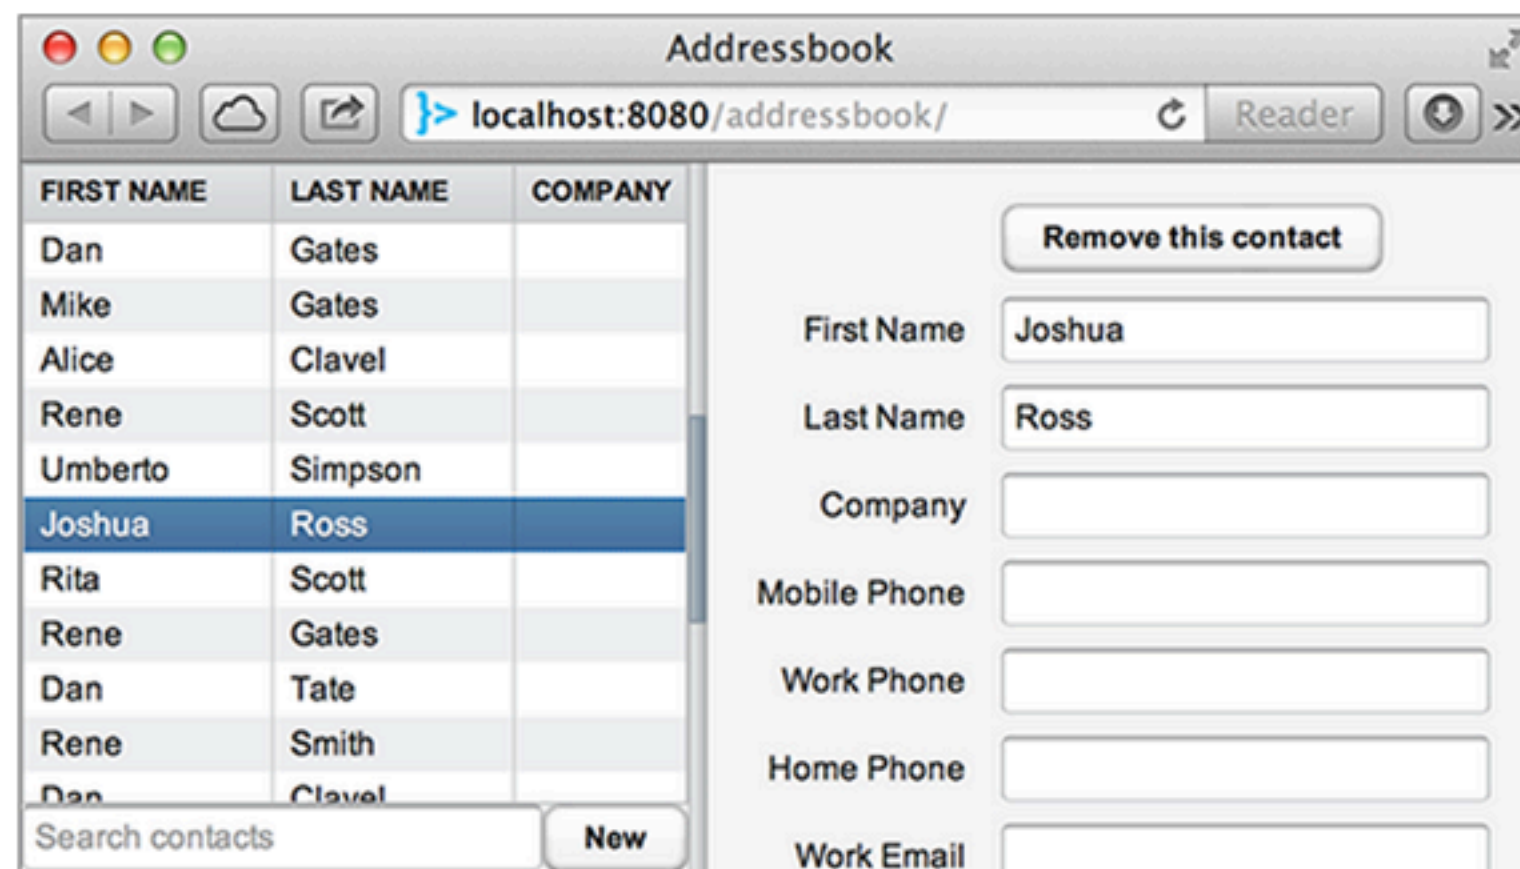 Addressbook
localhost:8080/addressbook/ Reader
FIRST NAME LAST NAME COMPANY
Dan Gates
Mike Gates
Alice Clavel
Rene Scott
Umberto Simpson
Joshua Ross
Rita Scott
Rene Gates
Dan Tate
Rene Smith
Dan Clavel
Search contacts New
Remove this contact
First Name Joshua
Last Name Ross
Company
Mobile Phone
Work Phone
Home Phone
Work Email